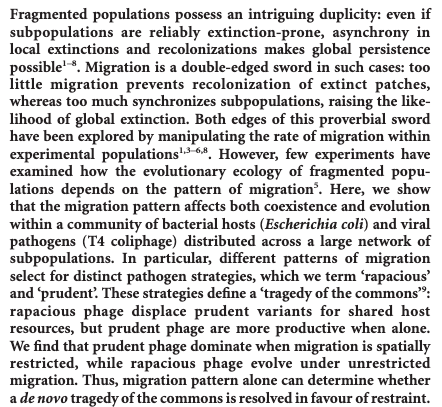 Fragmented populations possess an intriguing duplicity: even if
subpopulations are reliably extinction-prone, asynchrony in
local extinctions and recolonizations makes global persistence
possible1–8. Migration is a double-edged sword in such cases: too
little migration prevents recolonization of extinct patches,
whereas too much synchronizes subpopulations, raising the like-
lihood of global extinction. Both edges of this proverbial sword
have been explored by manipulating the rate of migration within
experimental populations1,3–6,8. However, few experiments have
examined how the evolutionary ecology of fragmented popu-
lations depends on the pattern of migration5. Here, we show
that the migration pattern affects both coexistence and evolution
within a community of bacterial hosts (Escherichia coli) and viral
pathogens (T4 coliphage) distributed across a large network of
subpopulations. In particular, different patterns of migration
select for distinct pathogen strategies, which we term ‘rapacious’
and ‘prudent’. These strategies define a ‘tragedy of the commons’9:
rapacious phage displace prudent variants for shared host
resources, but prudent phage are more productive when alone.
We find that prudent phage dominate when migration is spatially
restricted, while rapacious phage evolve under unrestricted
migration. Thus, migration pattern alone can determine whether
a de novo tragedy of the commons is resolved in favour of restraint.